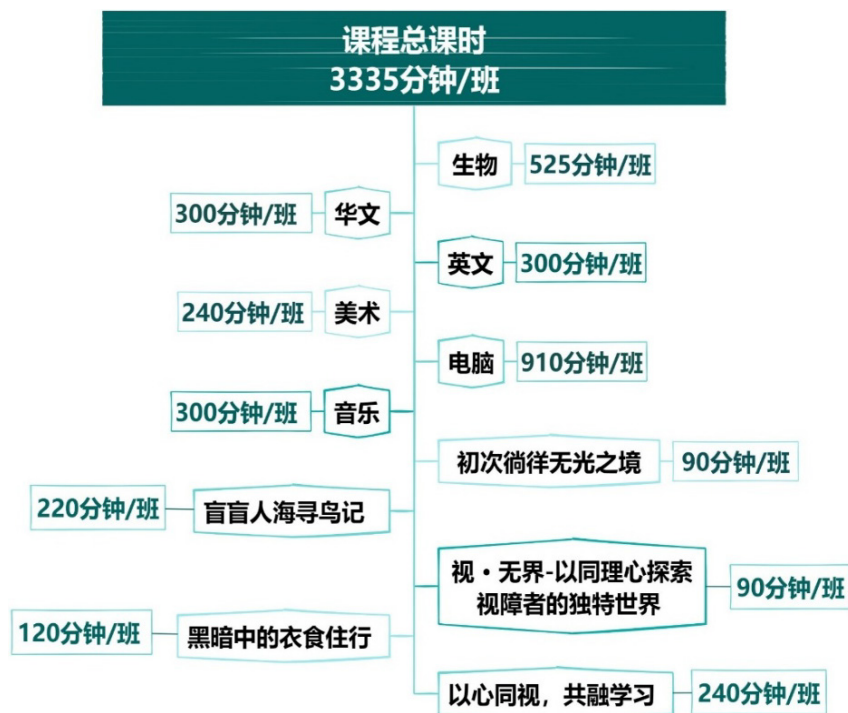 课程总课时
3335分钟/班
生物 525分钟/班
300分钟/班 华文
英文 300分钟/班
240分钟/班 美术
电脑 910分钟/班
300分钟/班 音乐
初次徜徉无光之境 90分钟/班
220分钟/班 盲盲人海寻鸟记
视·无界-以同理心探索
视障者的独特世界
90分钟/班
120分钟/班 黑暗中的衣食住行
以心同视，共融学习 240分钟/班